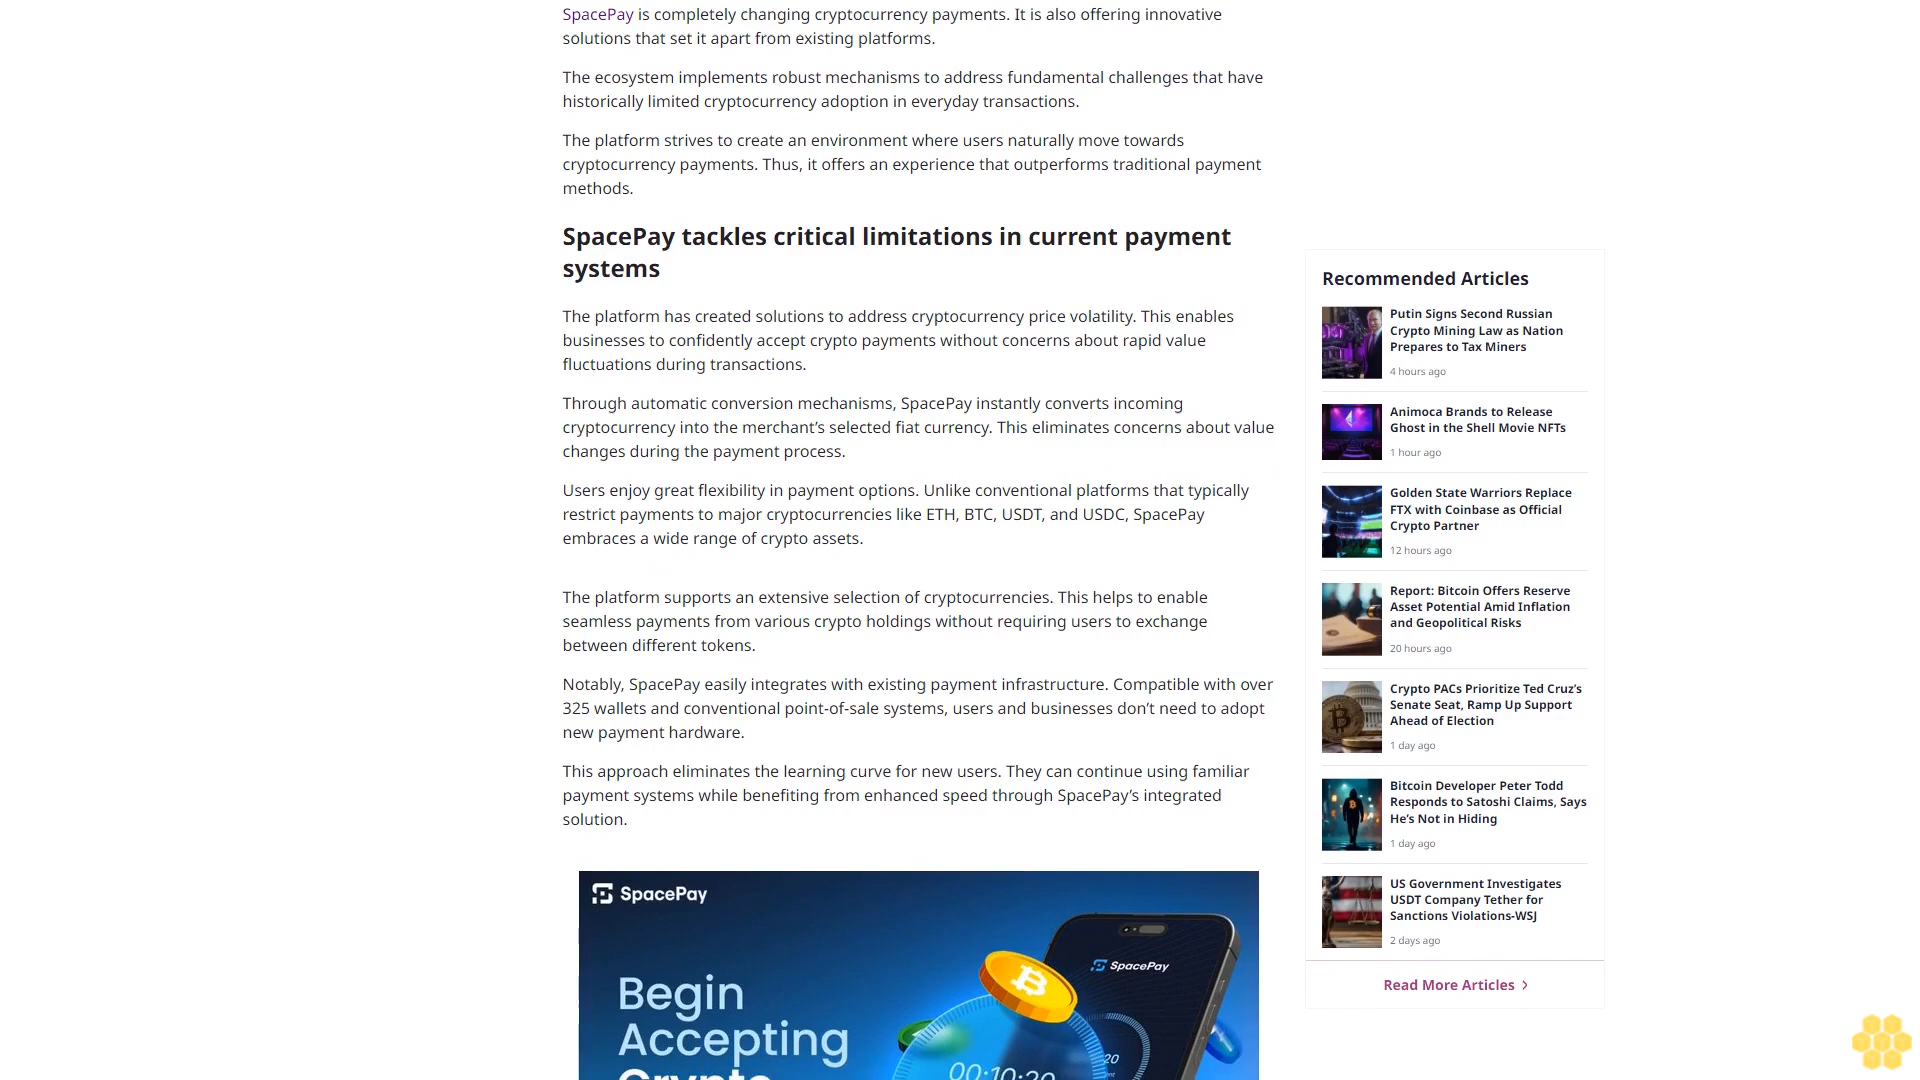 SpacePay is completely changing cryptocurrency payments. It is also offering innovative
solutions that set it apart from existing platforms.
The ecosystem implements robust mechanisms to address fundamental challenges that have
historically limited cryptocurrency adoption in everyday transactions.
The platform strives to create an environment where users naturally move towards
cryptocurrency payments. Thus, it offers an experience that outperforms traditional payment
methods.
SpacePay tackles critical limitations in current payment
systems
The platform has created solutions to address cryptocurrency price volatility. This enables
businesses to confidently accept crypto payments without concerns about rapid value
fluctuations during transactions.
Through automatic conversion mechanisms, SpacePay instantly converts incoming
cryptocurrency into the merchant’s selected fiat currency. This eliminates concerns about value
changes during the payment process.
Users enjoy great flexibility in payment options. Unlike conventional platforms that typically
restrict payments to major cryptocurrencies like ETH, BTC, USDT, and USDC, SpacePay
embraces a wide range of crypto assets.
The platform supports an extensive selection of cryptocurrencies. This helps to enable
seamless payments from various crypto holdings without requiring users to exchange
between different tokens.
Notably, SpacePay easily integrates with existing payment infrastructure. Compatible with over
325 wallets and conventional point-of-sale systems, users and businesses don’t need to adopt
new payment hardware.
This approach eliminates the learning curve for new users. They can continue using familiar
payment systems while benefiting from enhanced speed through SpacePay’s integrated
solution.
SpacePay
Begin
Accepting
Crypto
SpacePay
00:10:20
20
Recommended Articles
Putin Signs Second Russian
Crypto Mining Law as Nation
Prepares to Tax Miners
4 hours ago
Animoca Brands to Release
Ghost in the Shell Movie NFTs
1 hour ago
Golden State Warriors Replace
FTX with Coinbase as Official
Crypto Partner
12 hours ago
Report: Bitcoin Offers Reserve
Asset Potential Amid Inflation
and Geopolitical Risks
20 hours ago
Crypto PACs Prioritize Ted Cruz’s
Senate Seat, Ramp Up Support
Ahead of Election
1 day ago
Bitcoin Developer Peter Todd
Responds to Satoshi Claims, Says
He’s Not in Hiding
1 day ago
US Government Investigates
USDT Company Tether for
Sanctions Violations-WSJ
2 days ago
Read More Articles